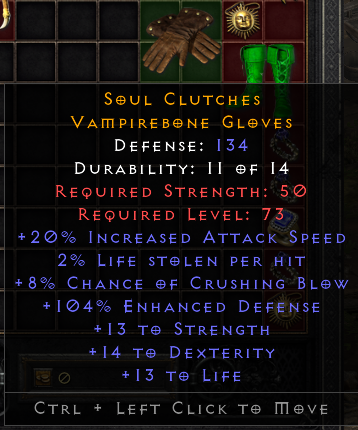 Soul Clutches
Vampirebone Gloves
Defense: 134
Durability: 11 of 14
Required Strength: 50
Required Level: 73
+20% Increased Attack Speed
2% Life stolen per hit
+8% Chance of Crushing Blow
+104% Enhanced Defense
+13 to Strength
+14 to Dexterity
+13 to Life
Ctrl + Left Click to Move